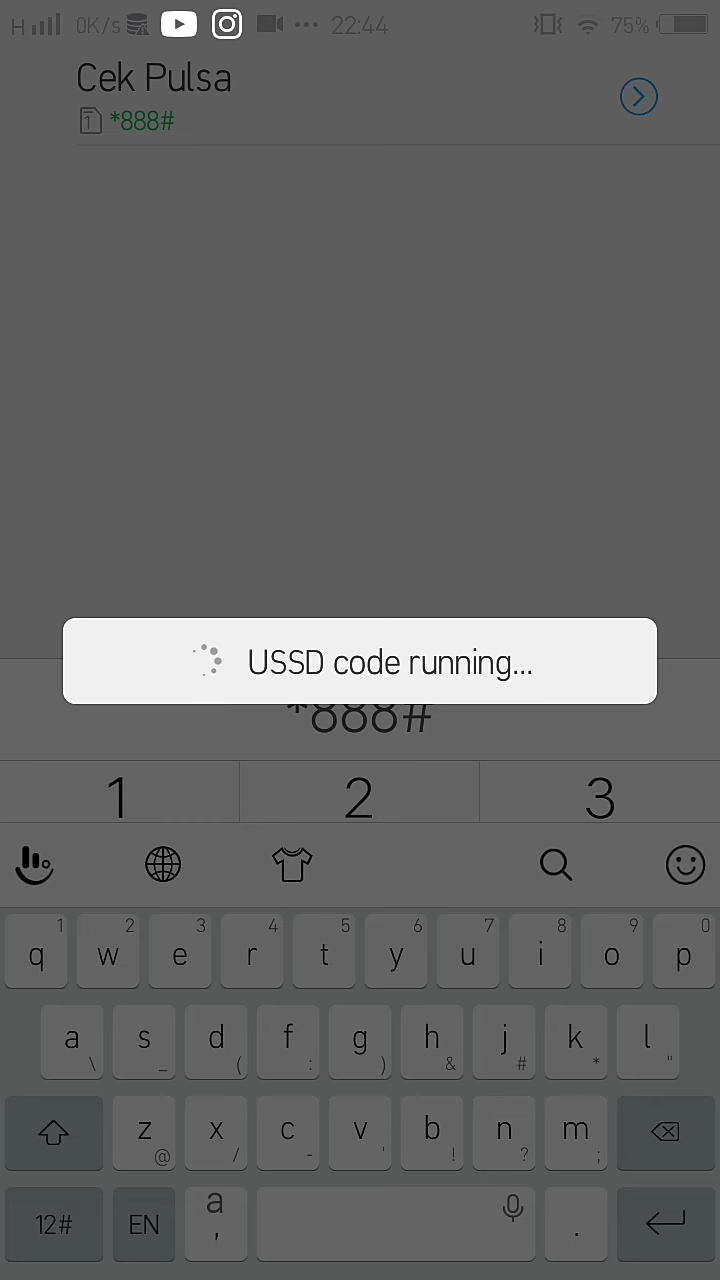 H 0K/s 22:44 75%
Cek Pulsa
1 *888#
USSD code running...
*888#
1 2 3
1 2 3 4 5 6 7 8 9 0
q w e r t y u i o p
a s d f g h j k l
\ _ ( : ) & # * "
z x c v b n m
@ / - ' ! ? ;
12# EN a , .